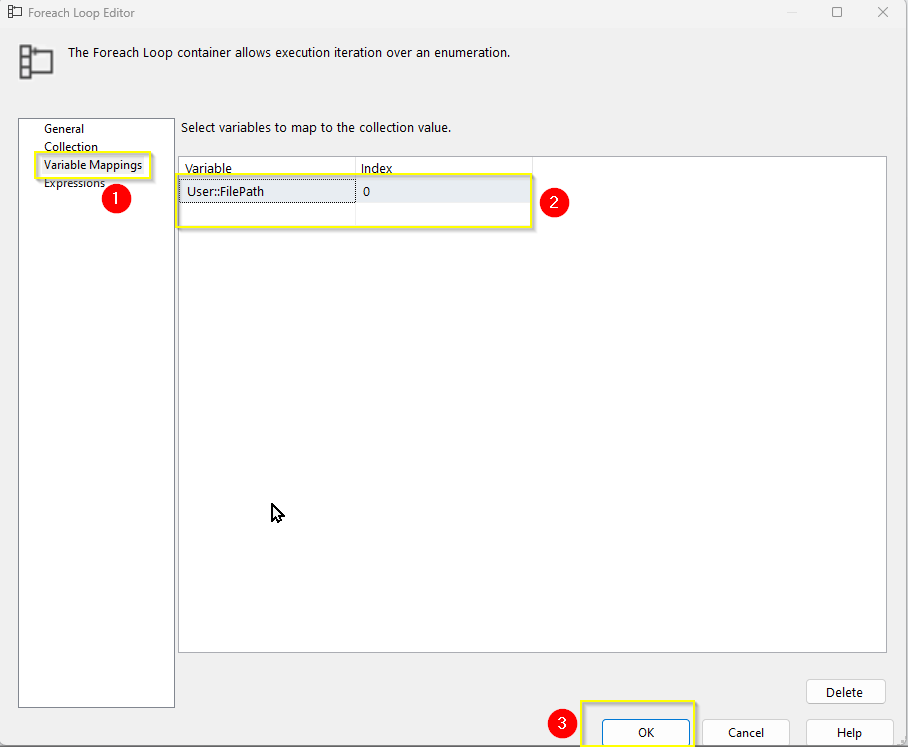 Foreach Loop Editor
The Foreach Loop container allows execution iteration over an enumeration.
General
Collection
Variable Mappings
Expressions
1
Select variables to map to the collection value.
Variable Index
User::FilePath 0
2
Delete
3
OK Cancel Help